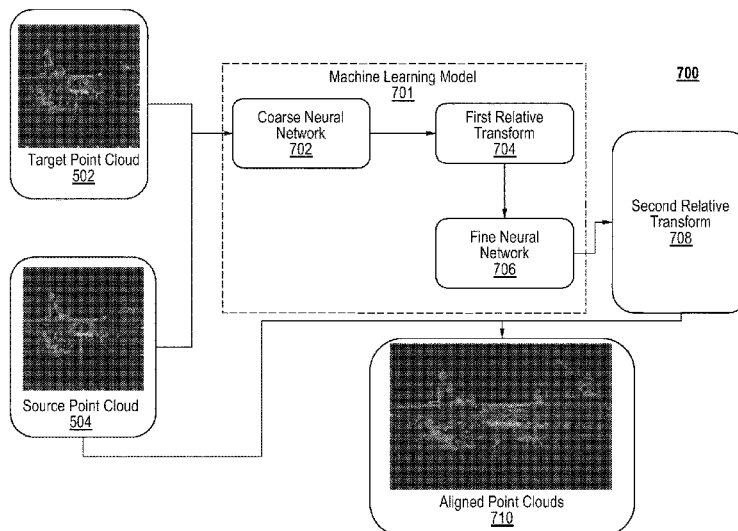 Machine Learning Model
701
700
Target Point Cloud
502
Coarse Neural
Network
702
First Relative
Transform
704
Second Relative
Transform
708
Fine Neural
Network
706
Source Point Cloud
504
Aligned Point Clouds
710